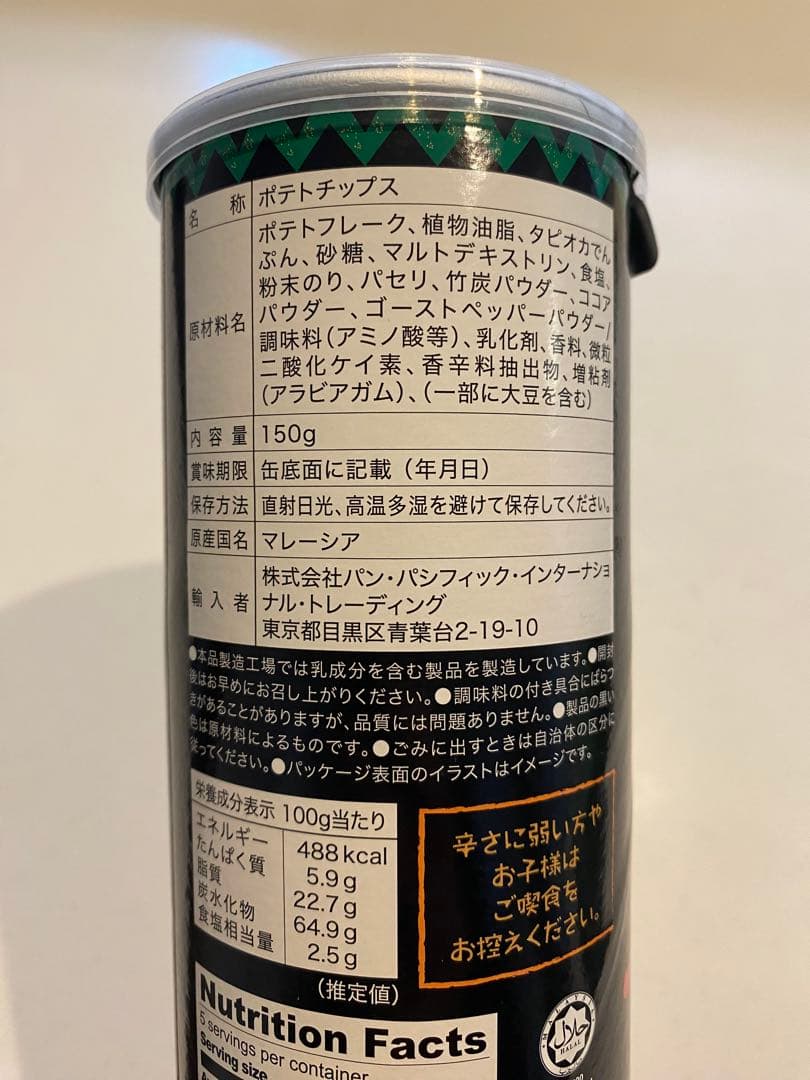 名称 ポテトチップス
原材料名 ポテトフレーク、植物油脂、タピオカでん
ぷん、砂糖、マルトデキストリン、食塩、
粉末のり、パセリ、竹炭パウダー、ココア
パウダー、ゴーストペッパーパウダー/
調味料(アミノ酸等)、乳化剤、香料、微粒
二酸化ケイ素、香辛料抽出物、増粘剤
(アラビアガム)、(一部に大豆を含む)
内容量 150g
賞味期限 缶底面に記載(年月日)
保存方法 直射日光、高温多湿を避けて保存してください。
原産国名 マレーシア
輸入者 株式会社パン・パシフィック・インターナショ
ナル・トレーディング
東京都目黒区青葉台2-19-10
●本品製造工場では乳成分を含む製品を製造しています。●開封
後はお早めにお召し上がりください。●調味料の付き具合にばらつ
きがあることがありますが、品質には問題ありません。●製品の黒い
色は原材料によるものです。●ごみに出すときは自治体の区分に
従ってください。●パッケージ表面のイラストはイメージです。
栄養成分表示 100g当たり
エネルギー 488kcal
たんぱく質 5.9g
脂質 22.7g
炭水化物 64.9g
食塩相当量 2.5g
(推定値)
辛さに弱い方や
お子様は
ご喫食を
お控えください。
Nutrition Facts
5 servings per container
Serving size
MALAYSIA
حلال
HALAL